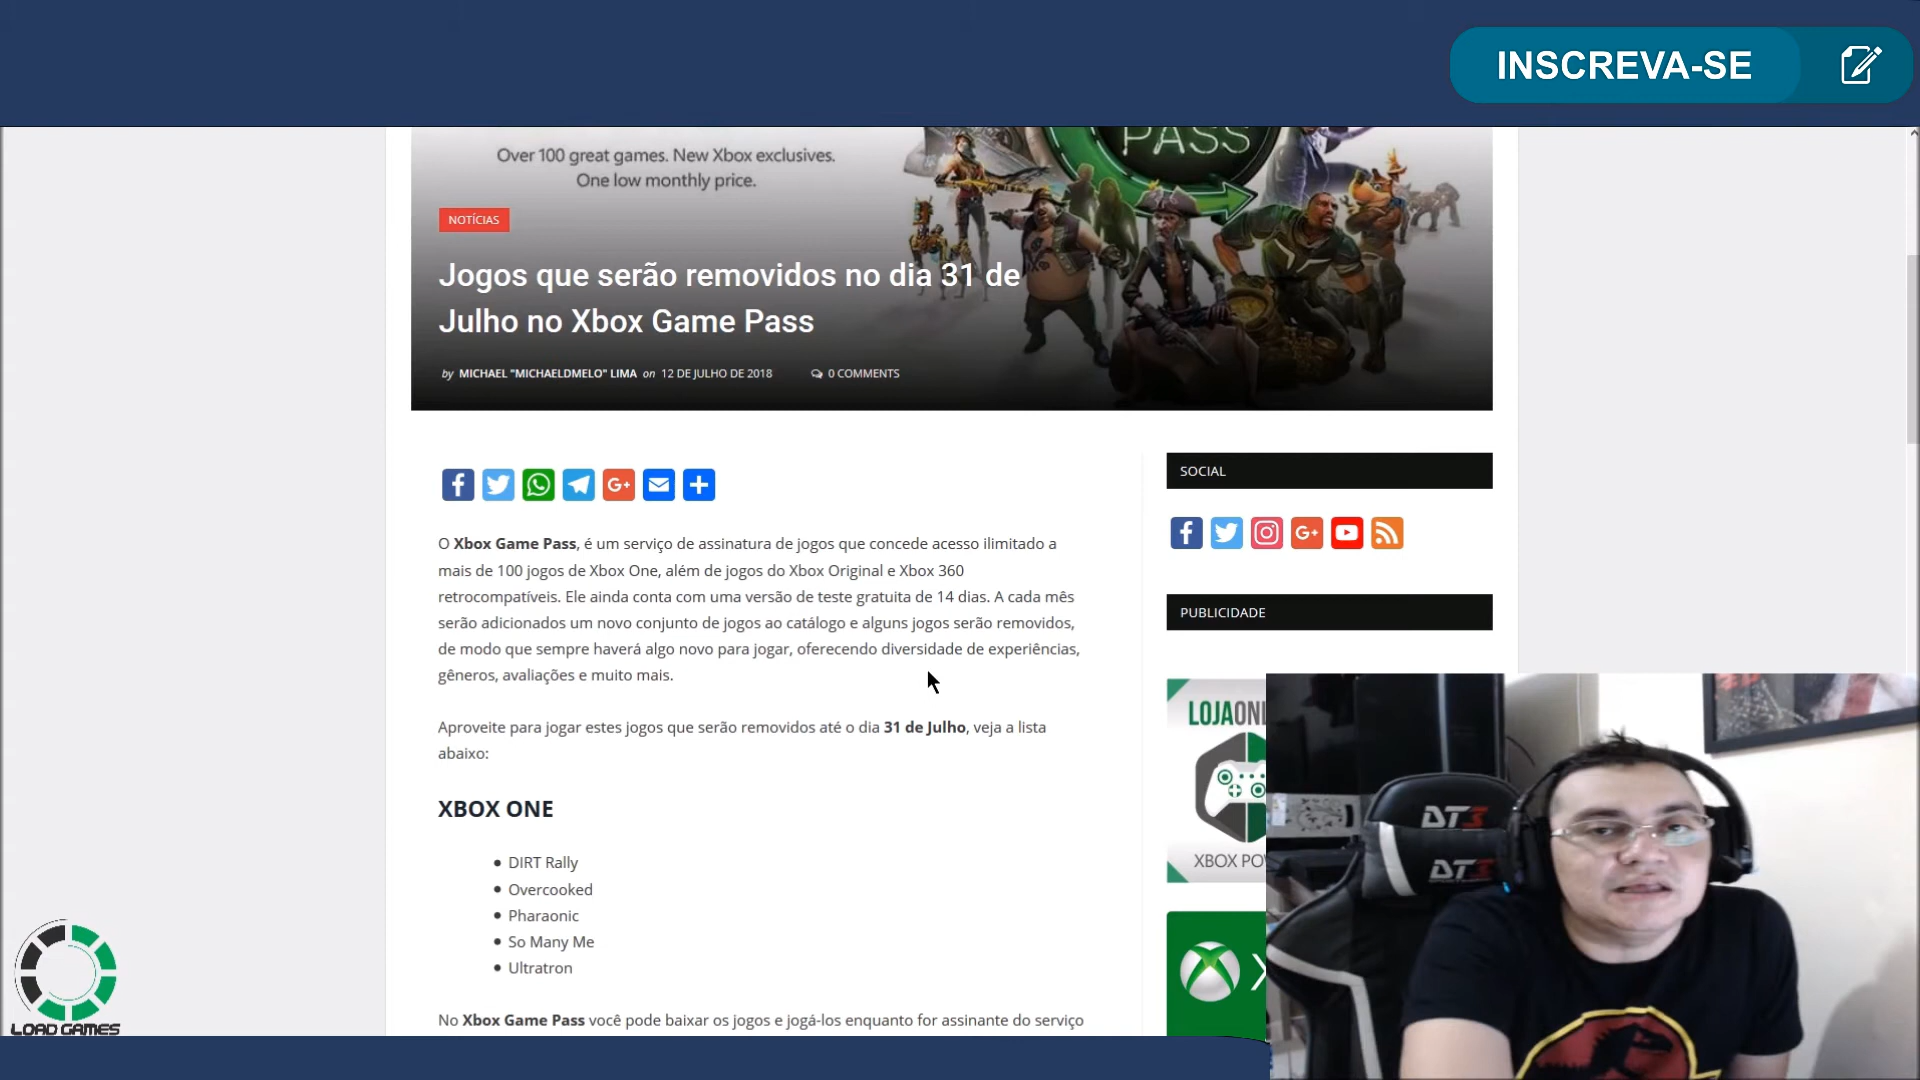 INSCREVA-SE
PASS
Over 100 great games. New Xbox exclusives.
One low monthly price.
NOTÍCIAS
Jogos que serão removidos no dia 31 de
Julho no Xbox Game Pass
by MICHAEL "MICHAELDMELO" LIMA on 12 DE JULHO DE 2018
0 COMMENTS
G+
O Xbox Game Pass, é um serviço de assinatura de jogos que concede acesso ilimitado a
mais de 100 jogos de Xbox One, além de jogos do Xbox Original e Xbox 360
retrocompatíveis. Ele ainda conta com uma versão de teste gratuita de 14 dias. A cada mês
serão adicionados um novo conjunto de jogos ao catálogo e alguns jogos serão removidos,
de modo que sempre haverá algo novo para jogar, oferecendo diversidade de experiências,
gêneros, avaliações e muito mais.
Aproveite para jogar estes jogos que serão removidos até o dia 31 de Julho, veja a lista
abaixo:
XBOX ONE
DIRT Rally
Overcooked
Pharaonic
So Many Me
Ultratron
No Xbox Game Pass você pode baixar os jogos e jogá-los enquanto for assinante do serviço
SOCIAL
G+
PUBLICIDADE
LOJAONL
XBOX PO
X
DT3
DT3
LOAD GAMES